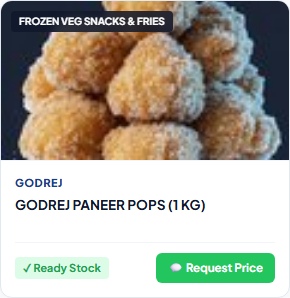 FROZEN VEG SNACKS & FRIES
GODREJ
GODREJ PANEER POPS (1 KG)
✓ Ready Stock
💬 Request Price